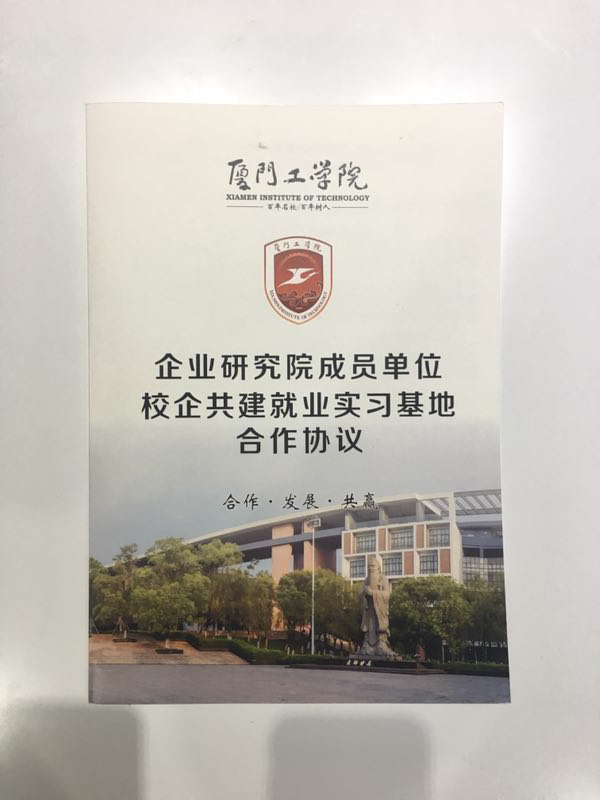 厦門工学院
XIAMEN INSTITUTE OF TECHNOLOGY
百年名校 百年树人
厦门工学院
XIAMEN INSTITUTE OF TECHNOLOGY
企业研究院成员单位
校企共建就业实习基地
合作协议
合作·发展·共赢